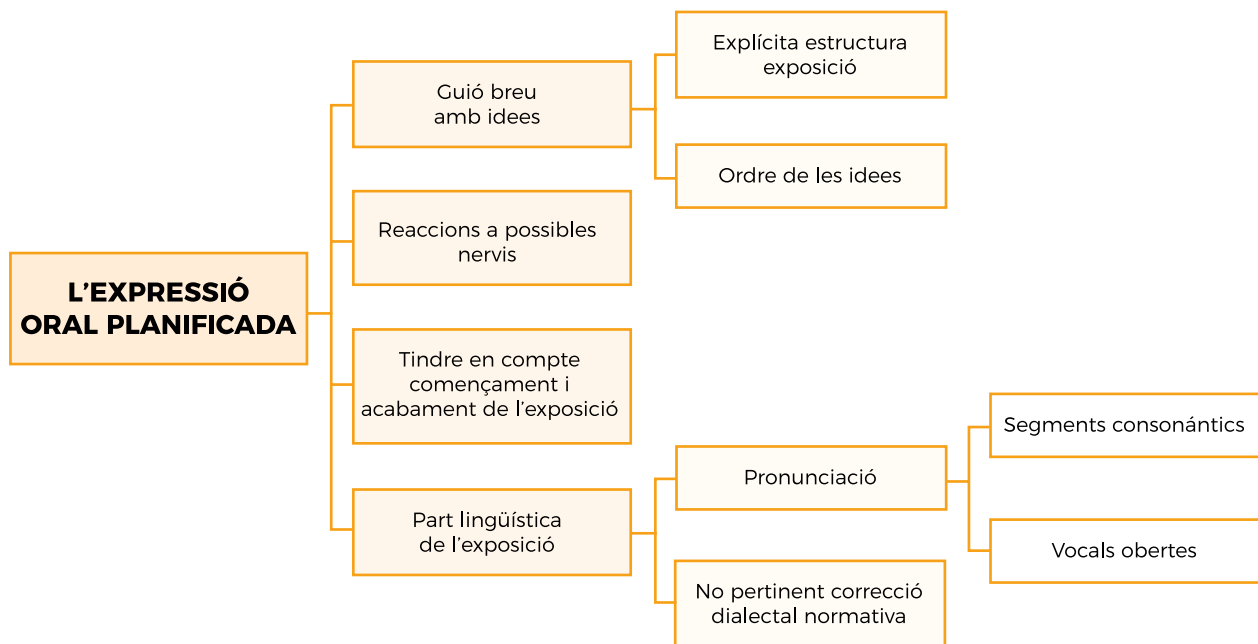 L'EXPRESSIÓ
ORAL PLANIFICADA
Guió breu
amb idees
Explícita estructura
exposició
Ordre de les idees
Reaccions a possibles
nervis
Tindre en compte
començament i
acabament de l'exposició
Part lingüística
de l'exposició
Pronunciació
Segments consonántics
Vocals obertes
No pertinent correcció
dialectal normativa